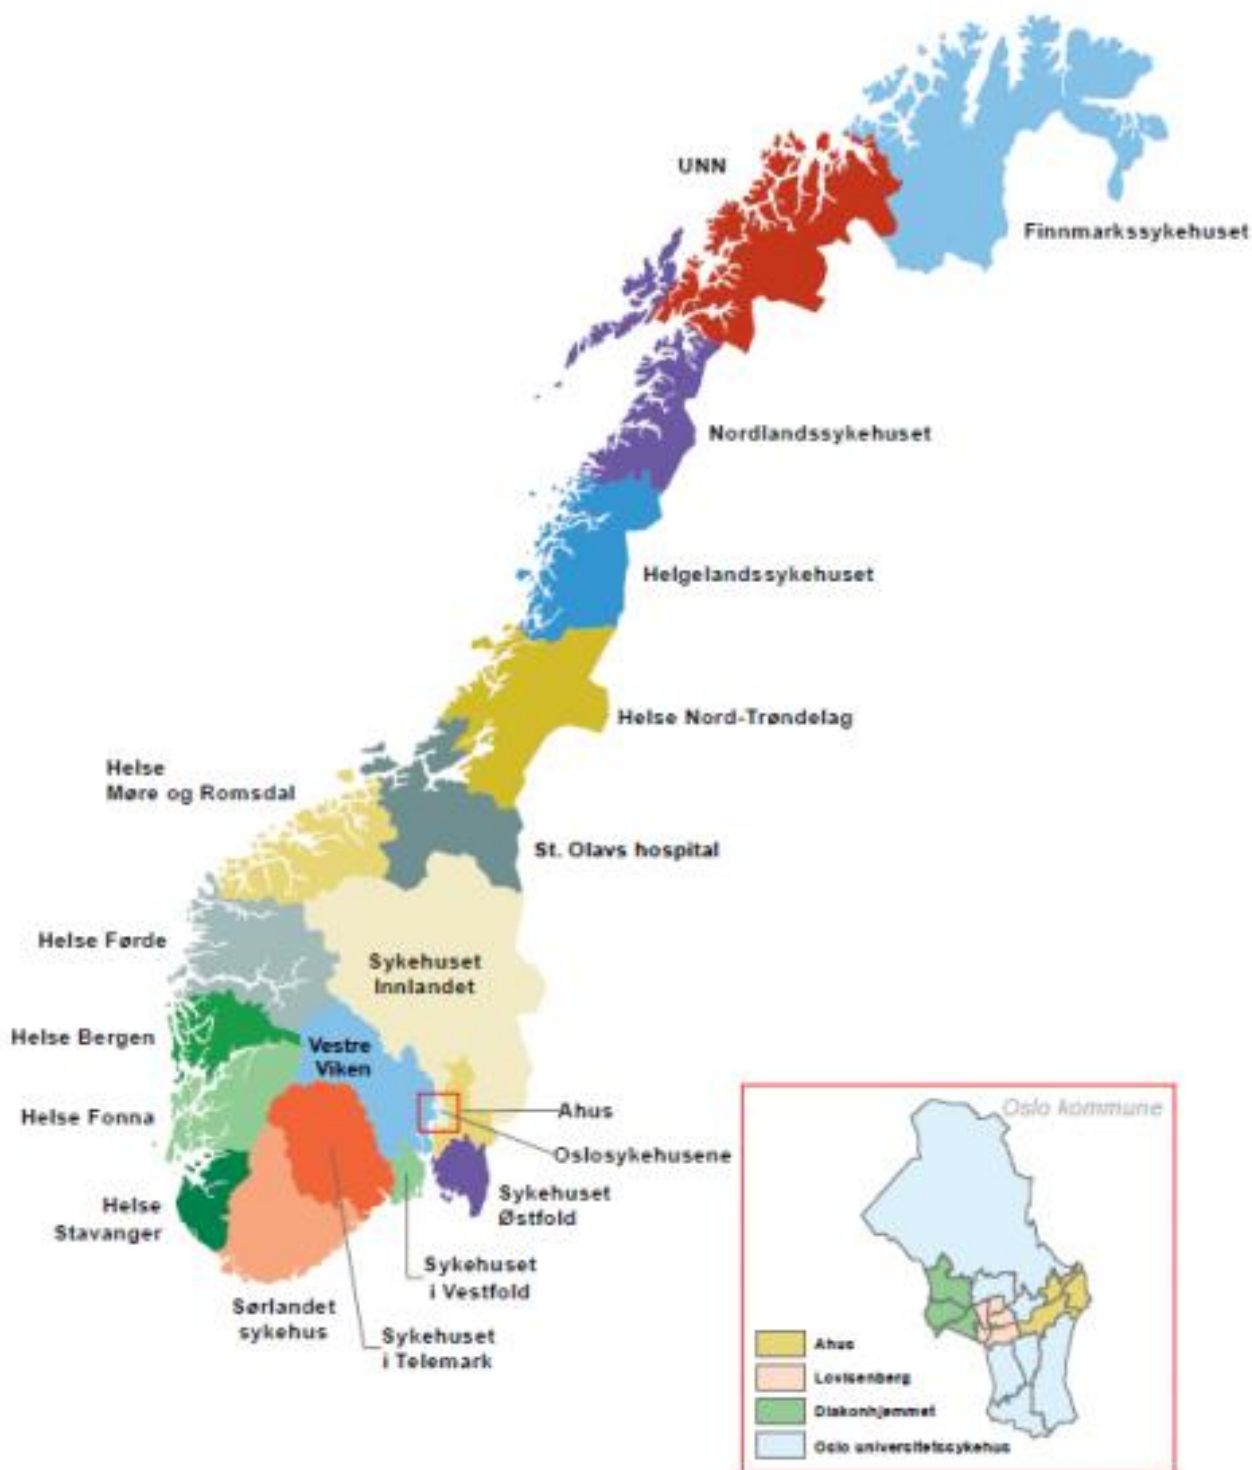 UNN
Finnmarkssykehuset
Nordlandssykehuset
Helgelandssykehuset
Helse Nord-Trøndelag
Helse
Møre og Romsdal
St. Olavs hospital
Helse Førde
Sykehuset
Innlandet
Helse Bergen
Vestre
Viken
Helse Fonna
Ahus
Oslosykehusene
Helse
Stavanger
Sykehuset
Østfold
Sykehuset
i Vestfold
Sørlandet
sykehus
Sykehuset
i Telemark
Oslo kommune
Ahus
Lovisenberg
Diakonhjemmet
Oslo universitetssykehus